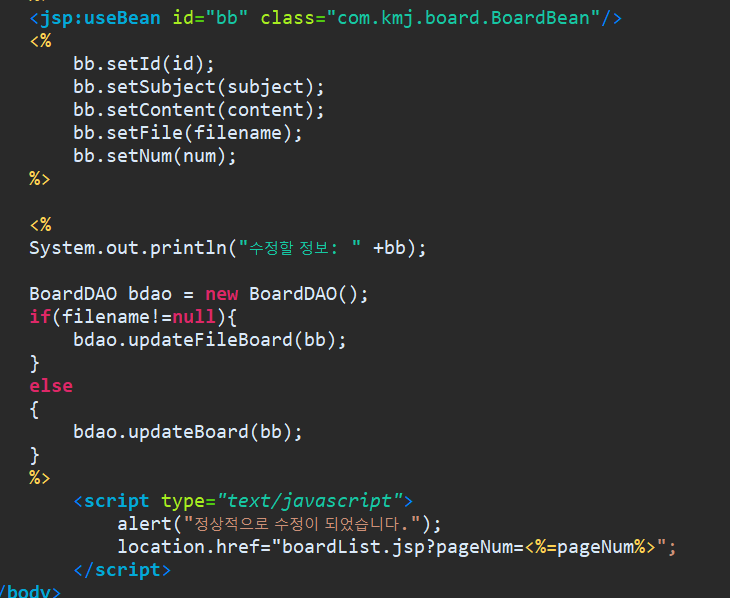 %>
<jsp:useBean id="bb" class="com.kmj.board.BoardBean"/>
<%
bb.setId(id);
bb.setSubject(subject);
bb.setContent(content);
bb.setFile(filename);
bb.setNum(num);
%>
<%
System.out.println("수정할 정보: " +bb);
BoardDAO bdao = new BoardDAO();
if(filename!=null){
bdao.updateFileBoard(bb);
}
else
{
bdao.updateBoard(bb);
}
%>
<script type="text/javascript">
alert("정상적으로 수정이 되었습니다.");
location.href="boardList.jsp?pageNum=<%=pageNum%>";
</script>
/body>